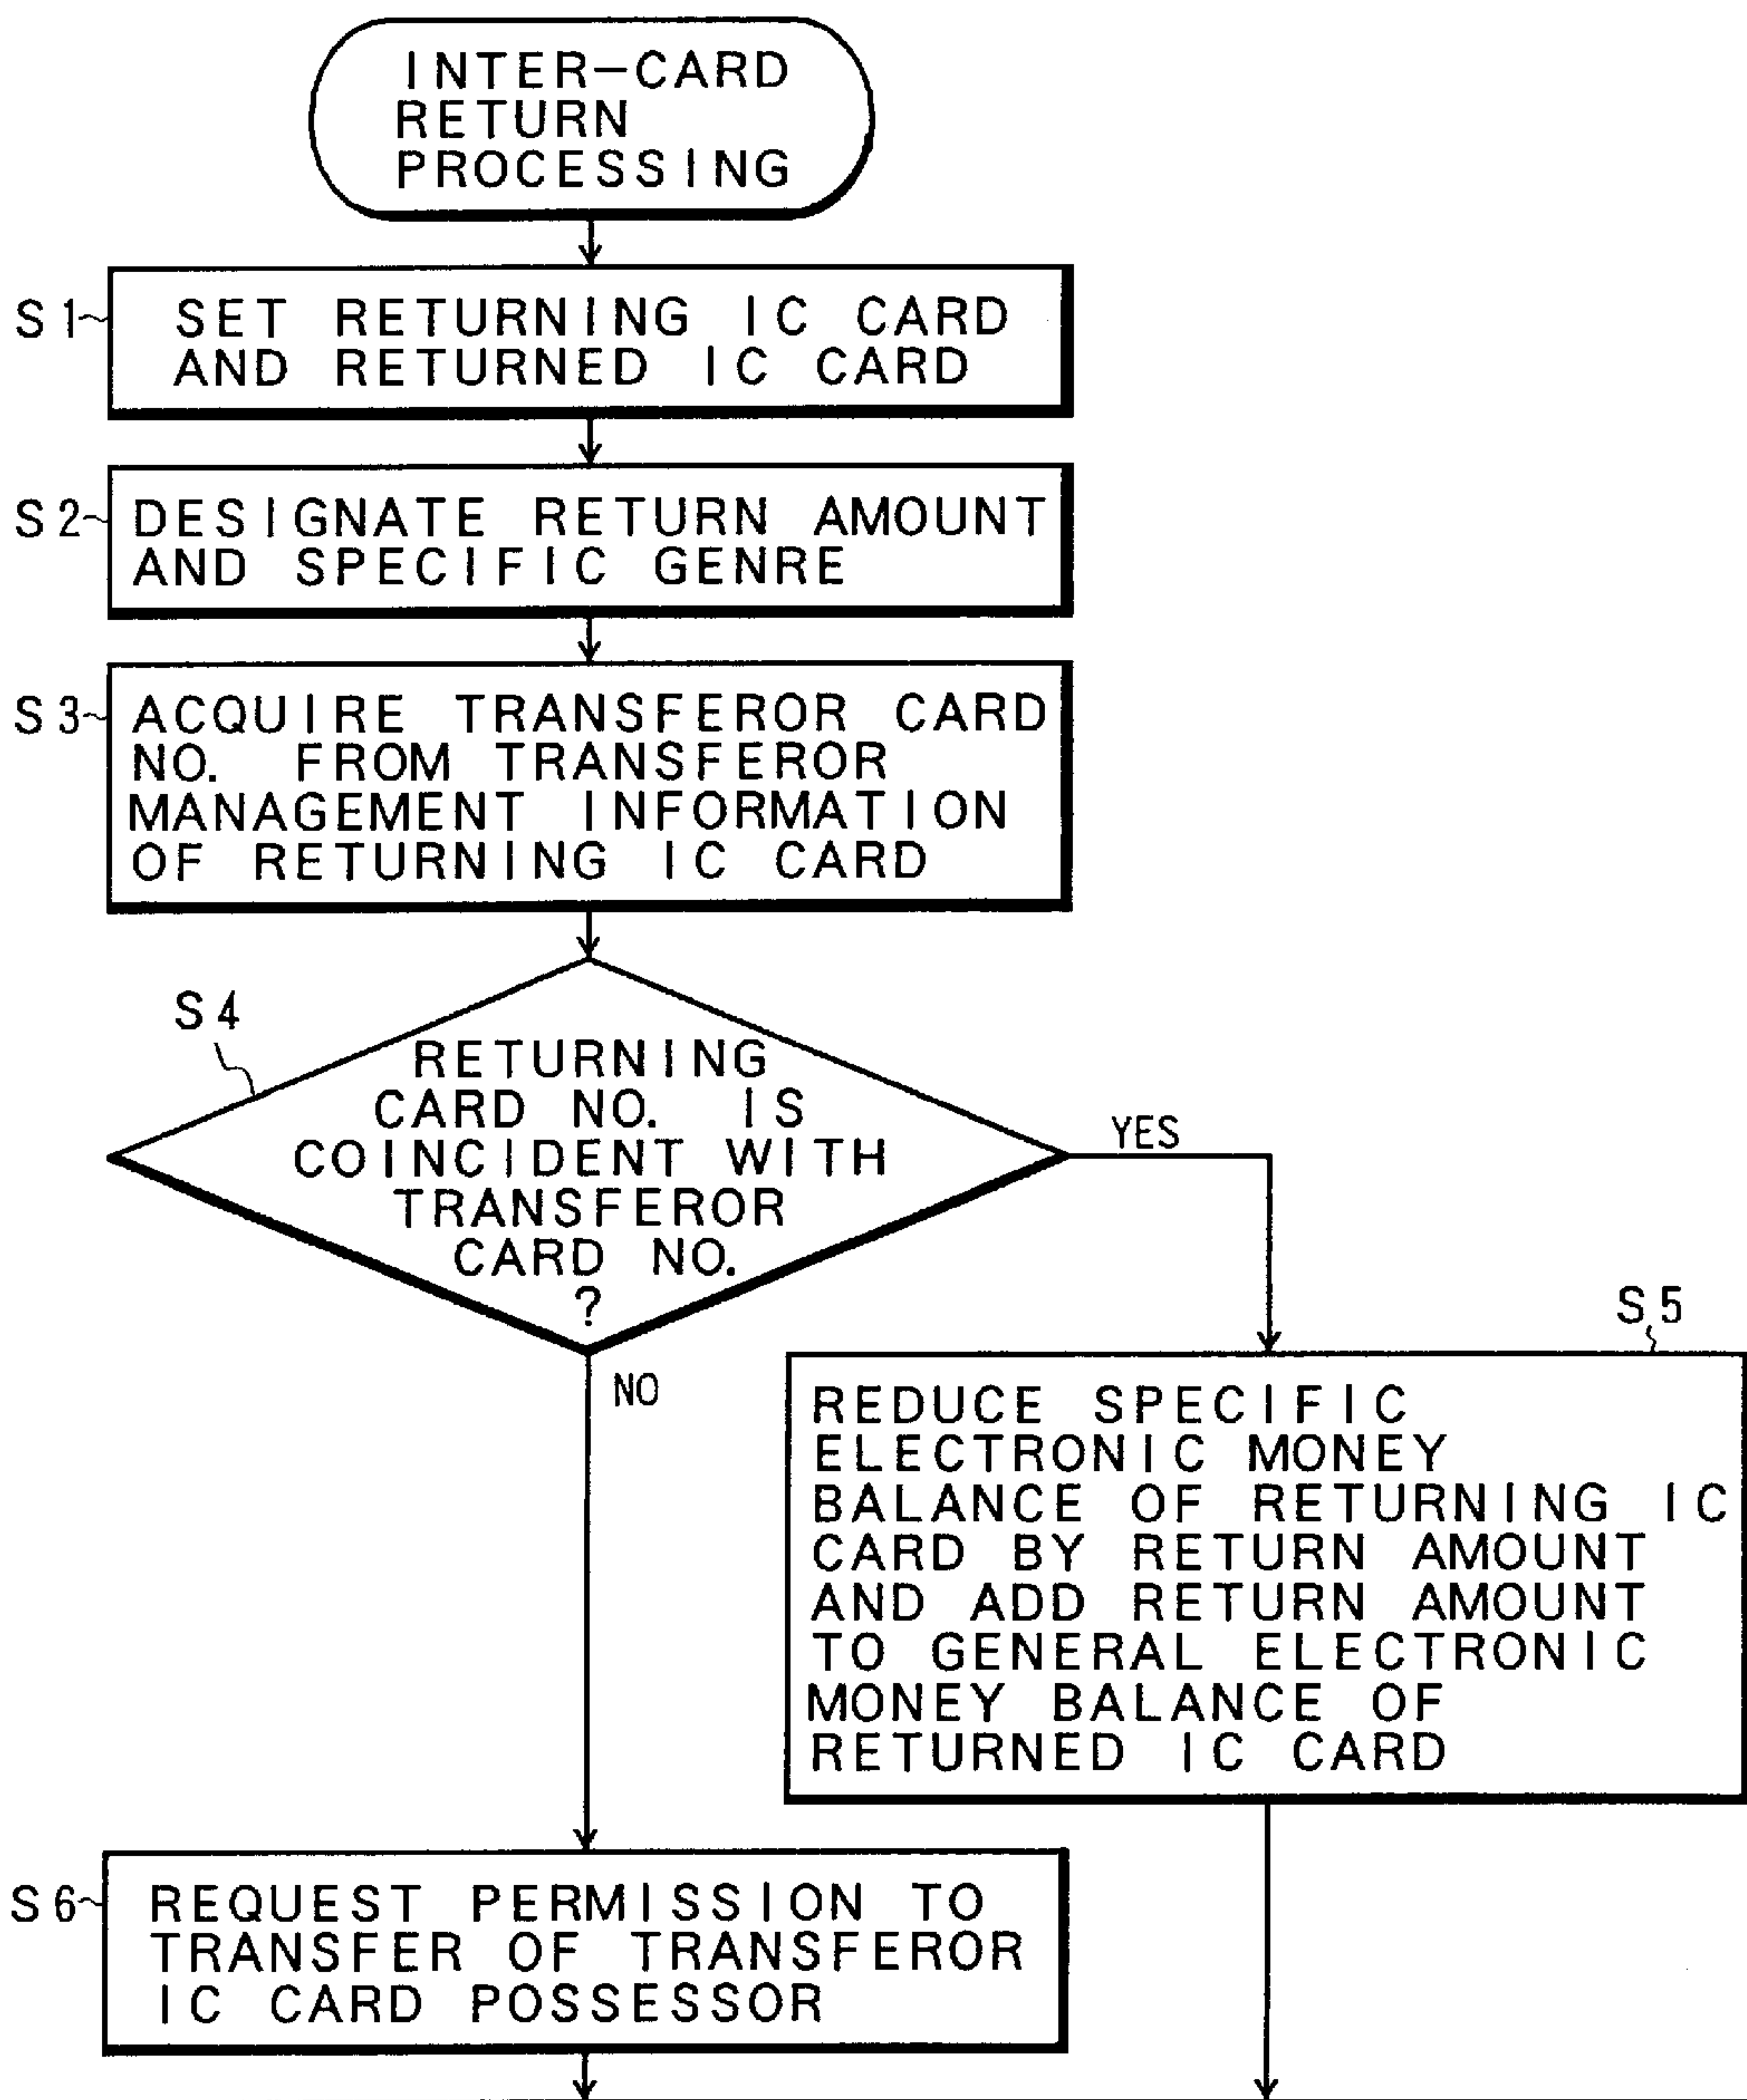 INTER-CARD
RETURN
PROCESSING
S1
SET RETURNING IC CARD
AND RETURNED IC CARD
S2
DESIGNATE RETURN AMOUNT
AND SPECIFIC GENRE
S3
ACQUIRE TRANSFEROR CARD
NO. FROM TRANSFEROR
MANAGEMENT INFORMATION
OF RETURNING IC CARD
S4
RETURNING
CARD NO. IS
COINCIDENT WITH
TRANSFEROR
CARD NO.
?
YES
NO
S5
REDUCE SPECIFIC
ELECTRONIC MONEY
BALANCE OF RETURNING IC
CARD BY RETURN AMOUNT
AND ADD RETURN AMOUNT
TO GENERAL ELECTRONIC
MONEY BALANCE OF
RETURNED IC CARD
S6
REQUEST PERMISSION TO
TRANSFER OF TRANSFEROR
IC CARD POSSESSOR